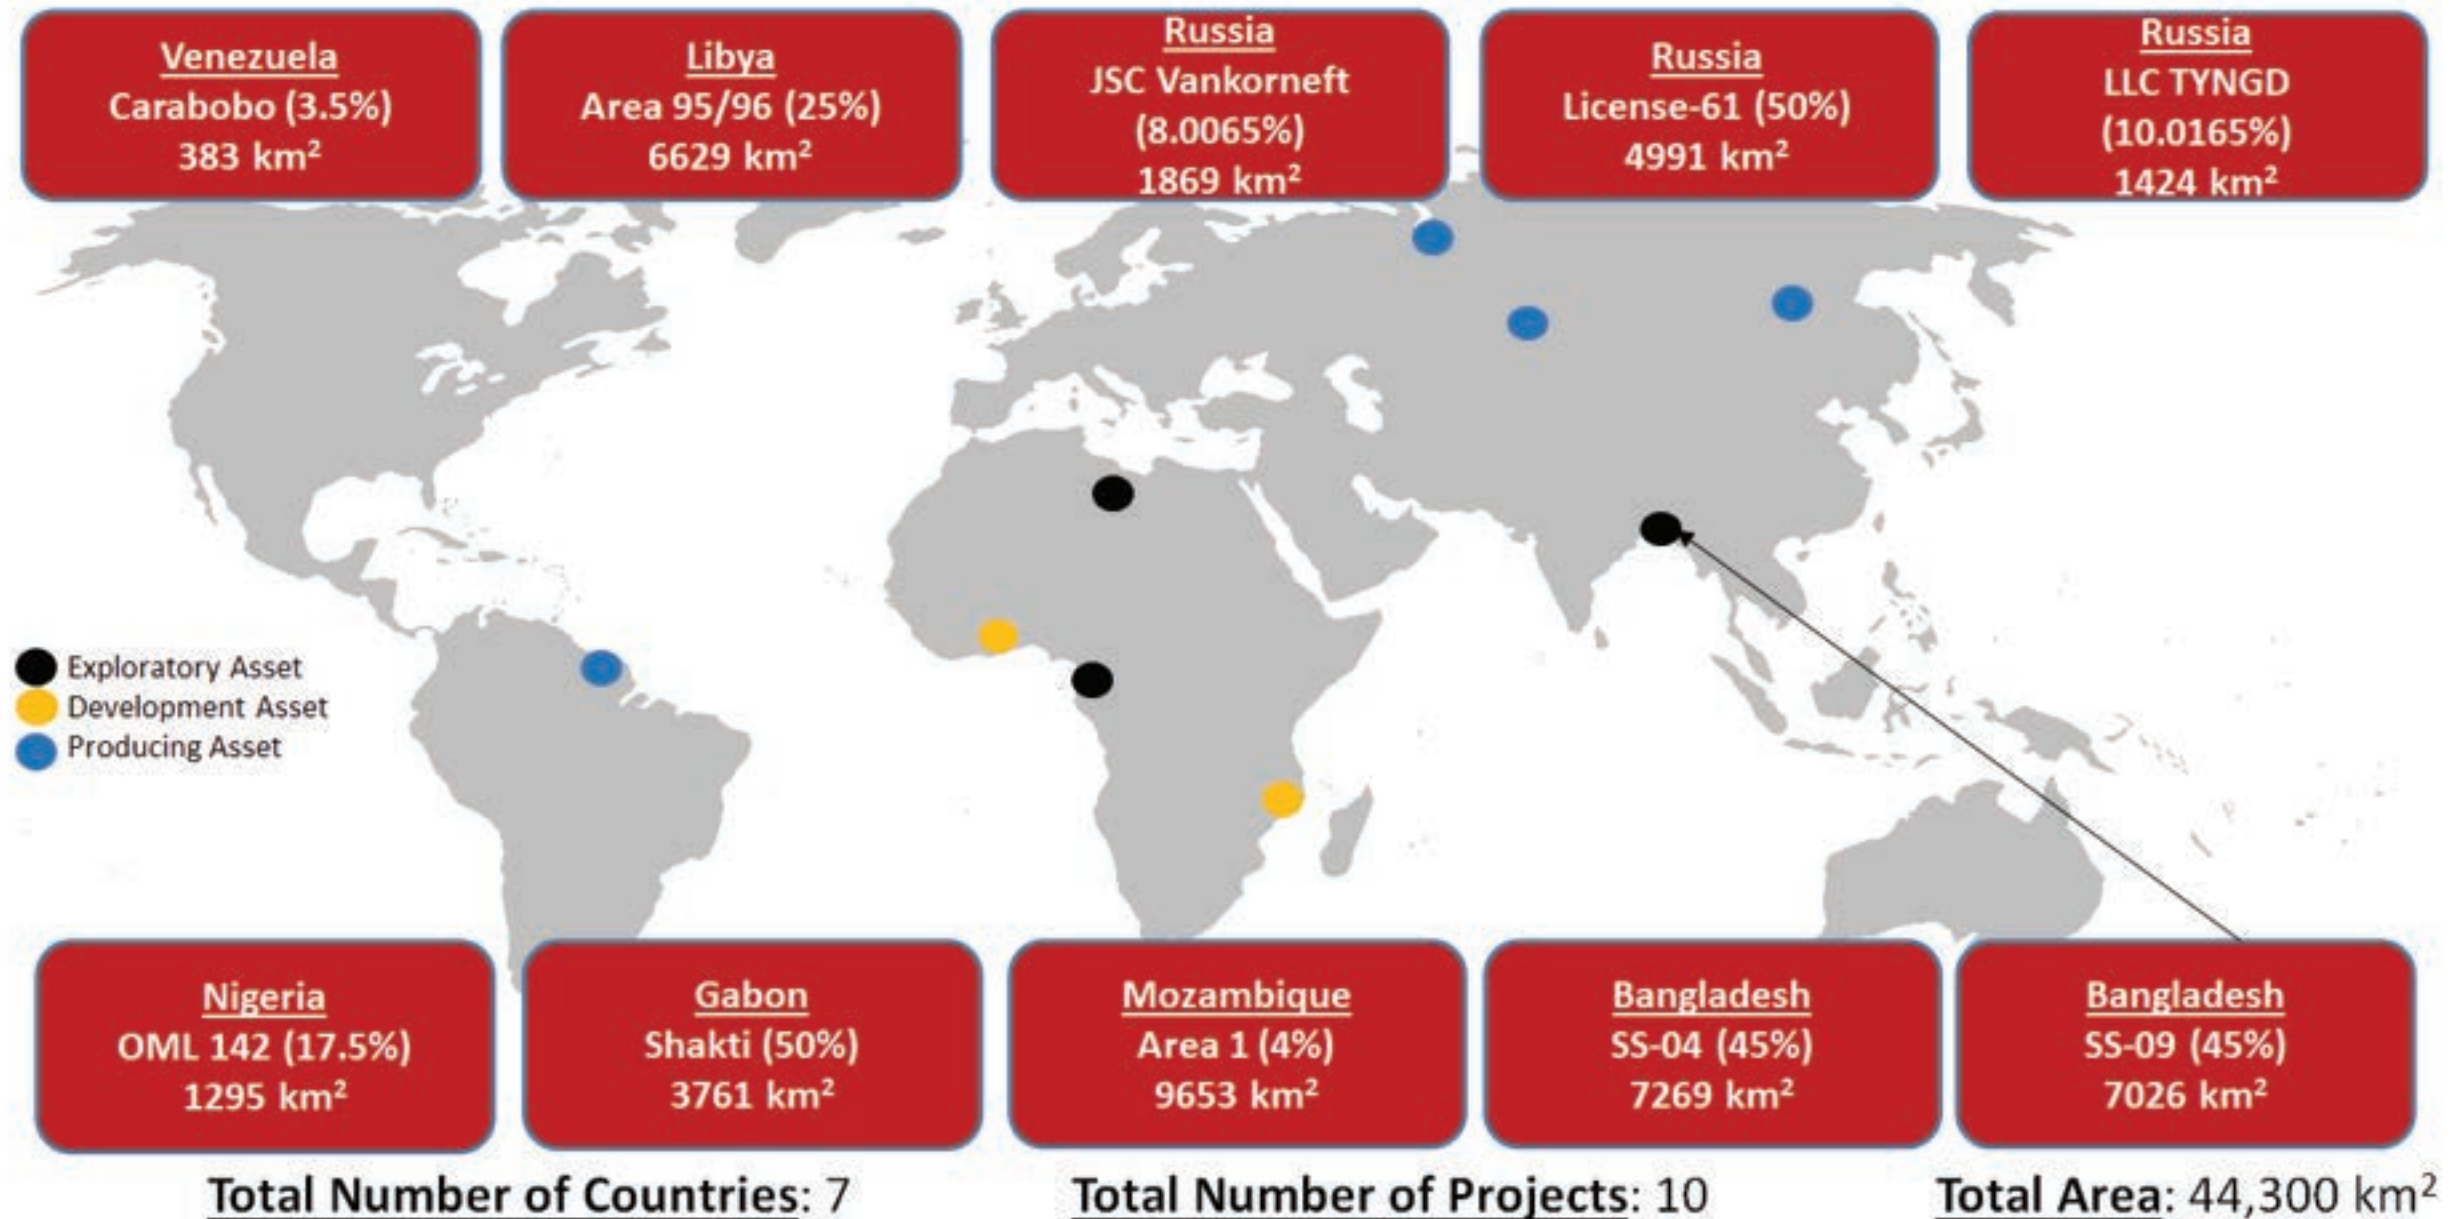 Venezuela
Carabobo (3.5%)
383 km²
Libya
Area 95/96 (25%)
6629 km²
Russia
JSC Vankorneft
(8.0065%)
1869 km²
Russia
License-61 (50%)
4991 km²
Russia
LLC TYNGD
(10.0165%)
1424 km²
Exploratory Asset
Development Asset
Producing Asset
Nigeria
OML 142 (17.5%)
1295 km²
Gabon
Shakti (50%)
3761 km²
Mozambique
Area 1 (4%)
9653 km²
Bangladesh
SS-04 (45%)
7269 km²
Bangladesh
SS-09 (45%)
7026 km²
Total Number of Countries: 7
Total Number of Projects: 10
Total Area: 44,300 km²